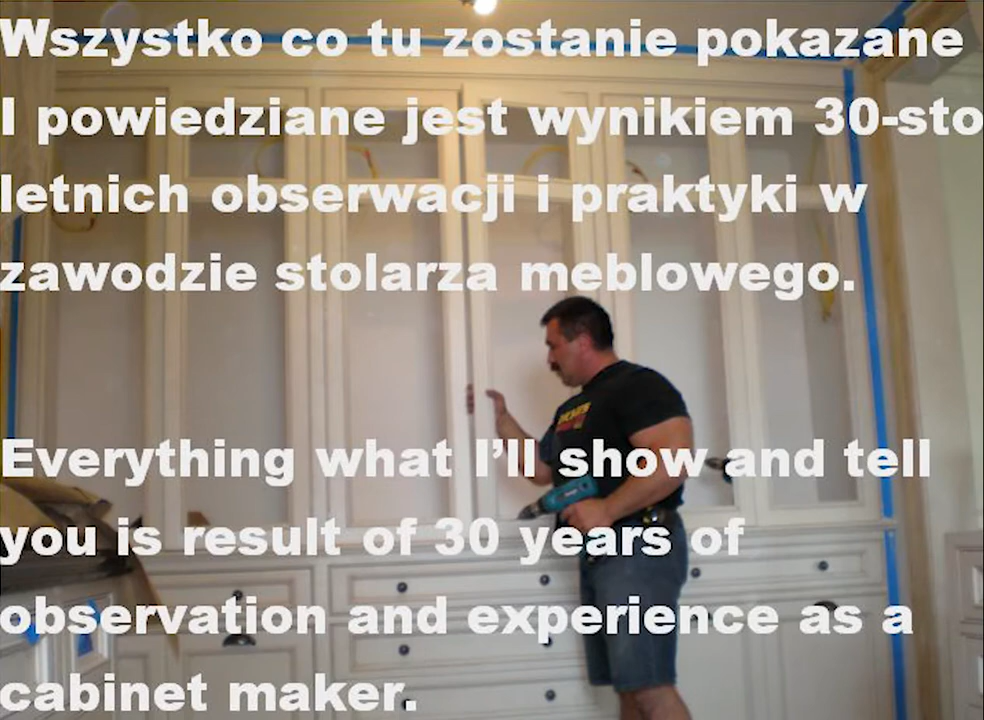 Wszystko co tu zostanie pokazane
I powiedziane jest wynikiem 30-sto
letnich obserwacji i praktyki w
zawodzie stolarza meblowego.
Everything what I’ll show and tell
you is result of 30 years of
observation and experience as a
cabinet maker.